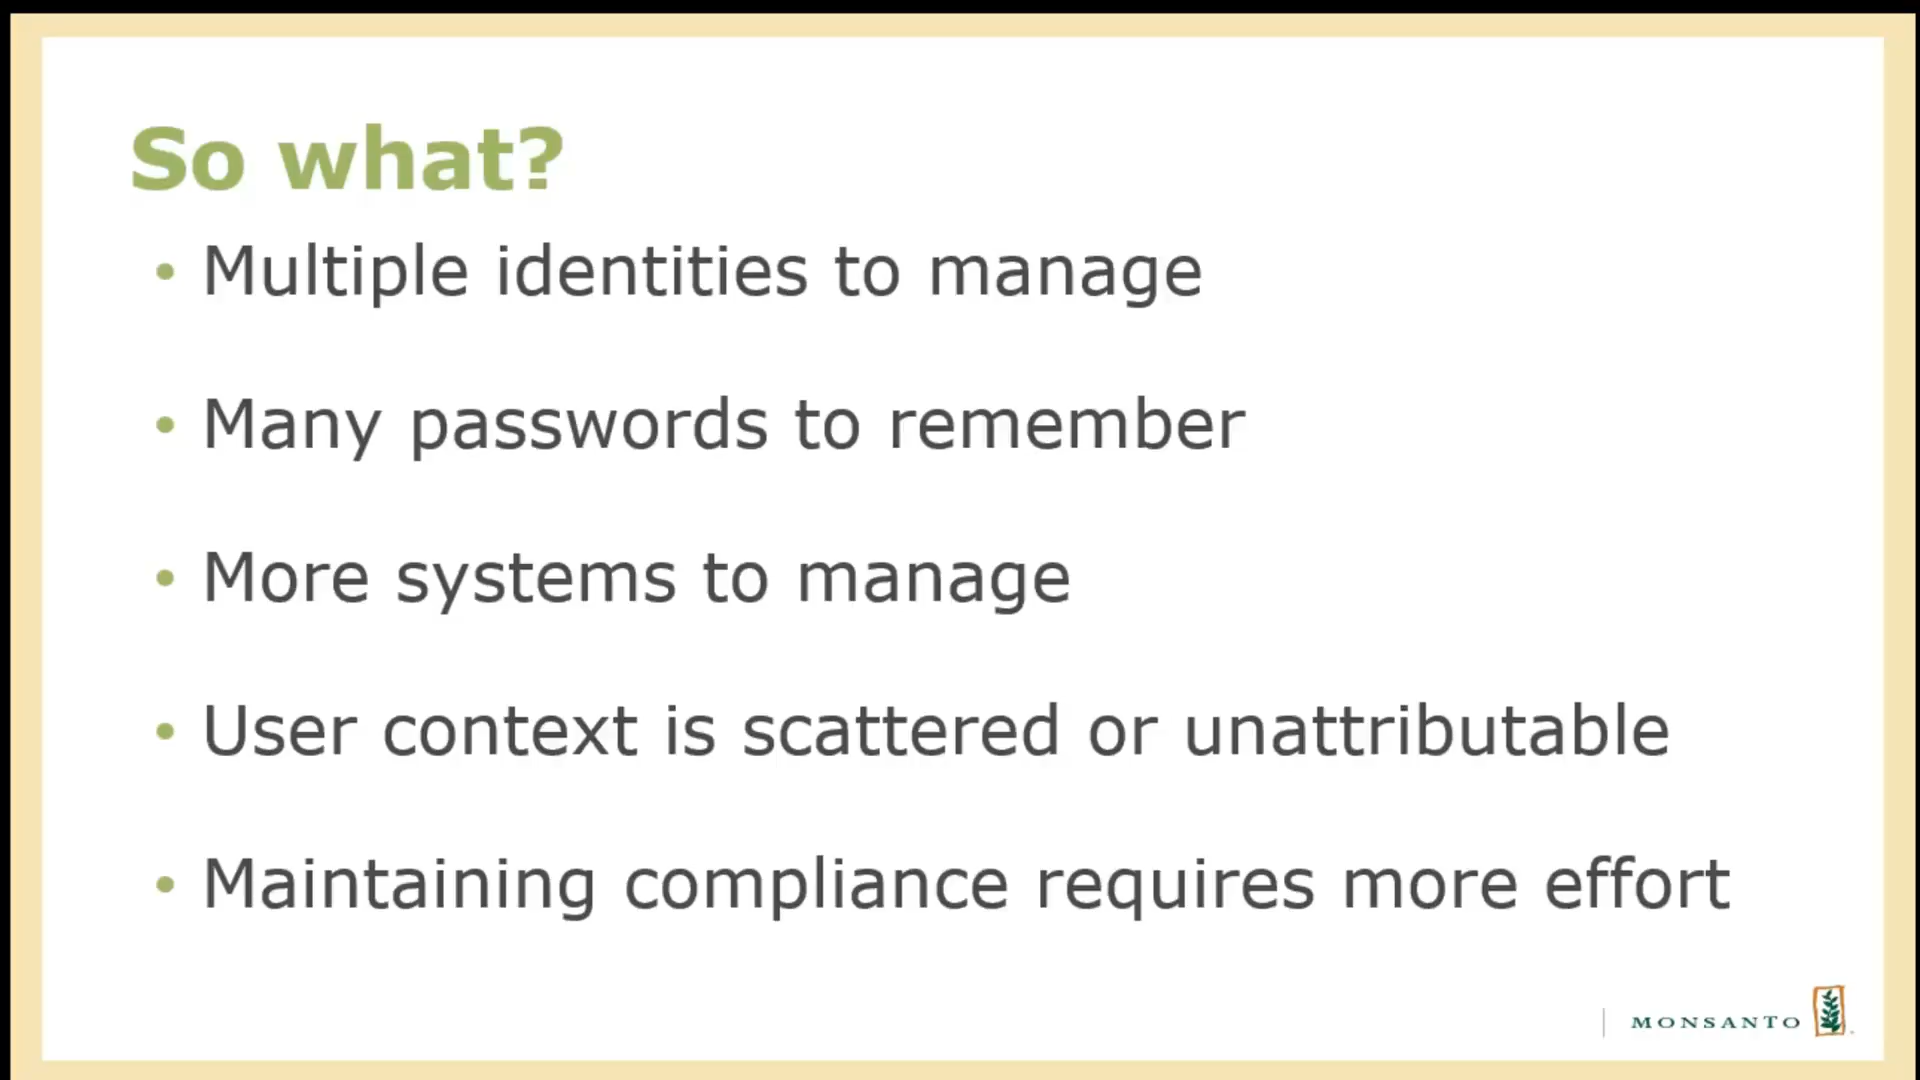 So what?
• Multiple identities to manage
• Many passwords to remember
• More systems to manage
• User context is scattered or unattributable
• Maintaining compliance requires more effort
MONSANTO